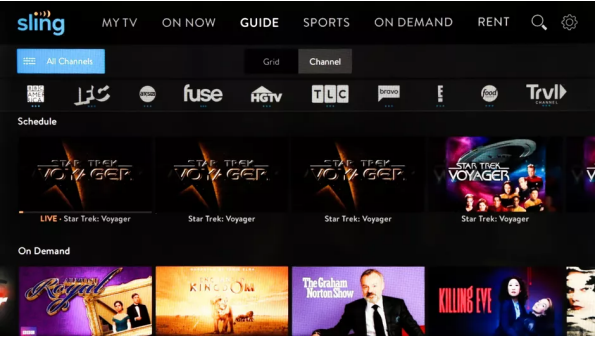 sling MY TV ON NOW GUIDE SPORTS ON DEMAND RENT
All Channels Grid Channel
BBC AMERICA IFC axstv fuse HGTV TLC bravo E food Trvl
CHANNEL
Schedule
STAR TREK VOYAGER STAR TREK VOYAGER STAR TREK VOYAGER STAR TREK VOYAGER
LIVE - Star Trek: Voyager Star Trek: Voyager Star Trek: Voyager Star Trek: Voyager
On Demand
Royal KINGDOM The Graham Norton Show KILLING EVE
BBC